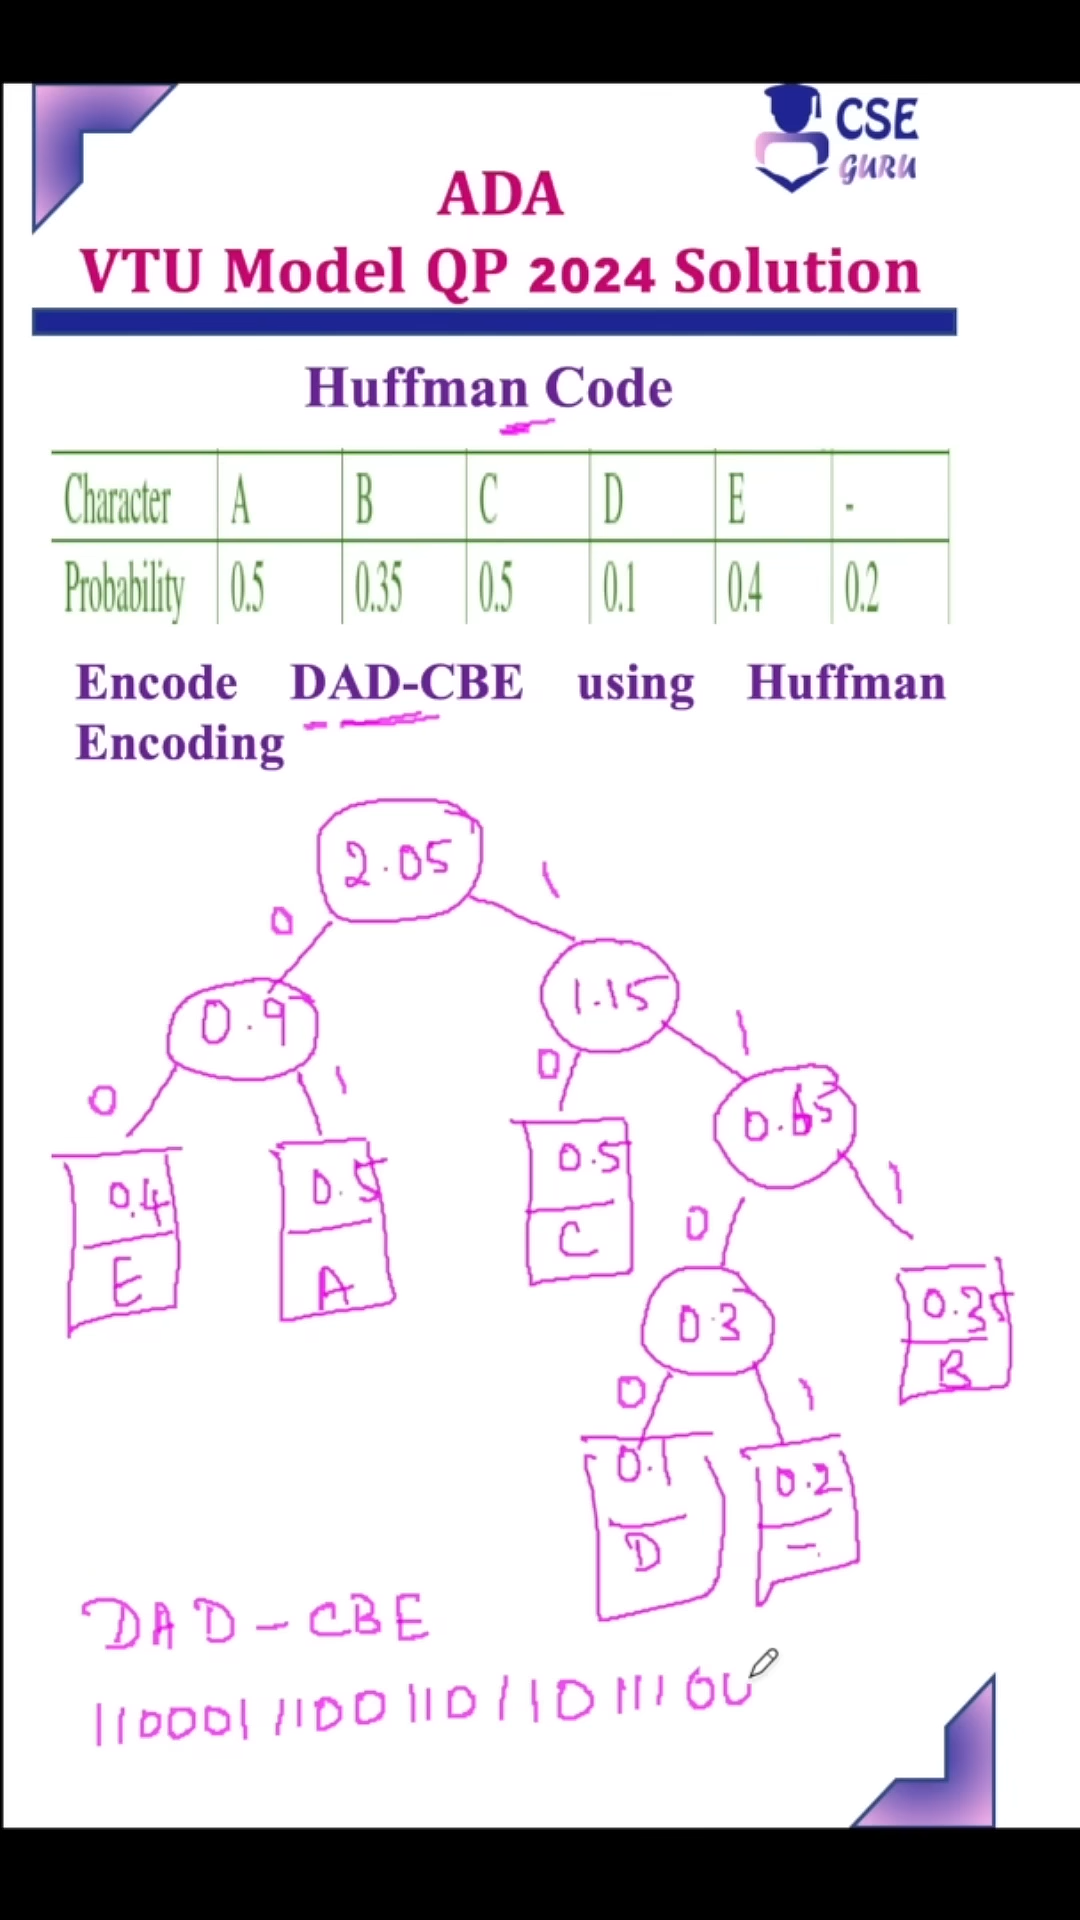 CSE
GURU
ADA
VTU Model QP 2024 Solution
Huffman Code
Character A B C D E -
Probability 0.5 0.35 0.5 0.1 0.4 0.2
Encode DAD-CBE using Huffman
Encoding
2.05
0 1
0.9 1.15
0 1 0 1
0.4 0.5 0.5 0.65
E A C
0 1
0.3 0.35
B
0 1
0.1 0.2
D -
DAD-CBE
110001110011011011100